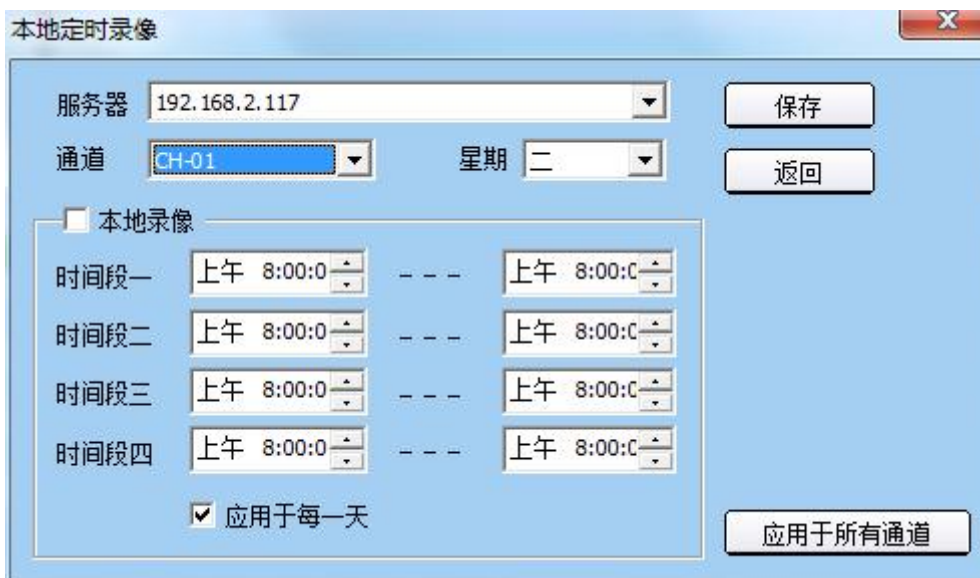 本地定时录像
服务器 192.168.2.117 保存
通道 CH-01 星期 二 返回
本地录像
时间段一 上午 8:00:0 - - - 上午 8:00:0
时间段二 上午 8:00:0 - - - 上午 8:00:0
时间段三 上午 8:00:0 - - - 上午 8:00:0
时间段四 上午 8:00:0 - - - 上午 8:00:0
应用于每一天
应用于所有通道